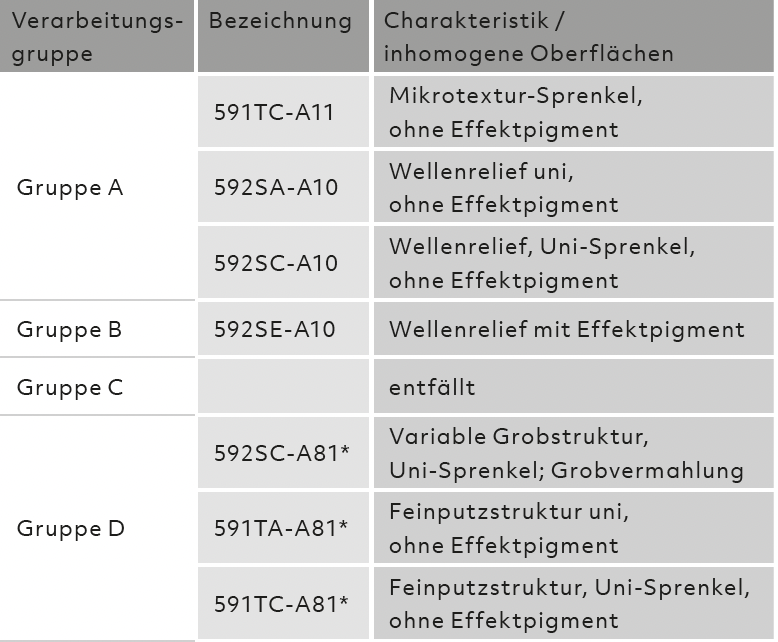 Verarbeitungs-
gruppe
Bezeichnung
Charakteristik /
inhomogene Oberflächen
Gruppe A
591TC-A11
Mikrotextur-Sprenkel,
ohne Effektpigment
592SA-A10
Wellenrelief uni,
ohne Effektpigment
592SC-A10
Wellenrelief, Uni-Sprenkel,
ohne Effektpigment
Gruppe B
592SE-A10
Wellenrelief mit Effektpigment
Gruppe C
entfällt
Gruppe D
592SC-A81*
Variable Grobstruktur,
Uni-Sprenkel; Grobvermahlung
591TA-A81*
Feinputzstruktur uni,
ohne Effektpigment
591TC-A81*
Feinputzstruktur, Uni-Sprenkel,
ohne Effektpigment